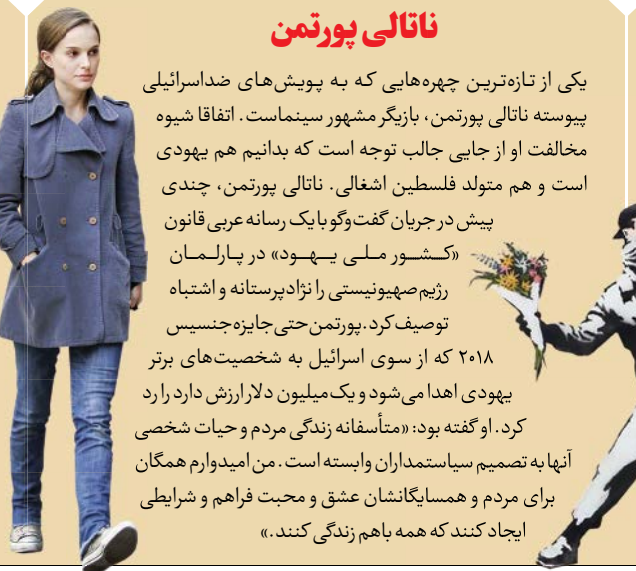 ناتالی پورتمن
یکی از تازه‌ترین چهره‌هایی که به پویش‌های ضداسرائیلی
پیوسته ناتالی پورتمن، بازیگر مشهور سینماست. اتفاقا شیوه
مخالفت او از جایی جالب توجه است که بدانیم هم یهودی
است و هم متولد فلسطین اشغالی. ناتالی پورتمن، چندی
پیش در جریان گفت‌وگو با یک رسانه عربی قانون
«کشور ملی یهود» در پارلمان
رژیم صهیونیستی را نژادپرستانه و اشتباه
توصیف کرد. پورتمن حتی جایزه جنسیس
۲۰۱۸ که از سوی اسرائیل به شخصیت‌های برتر
یهودی اهدا می‌شود و یک میلیون دلار ارزش دارد را رد
کرد. او گفته بود: «متأسفانه زندگی مردم و حیات شخصی
آنها به تصمیم سیاستمداران وابسته است. من امیدوارم همگان
برای مردم و همسایگانشان عشق و محبت فراهم و شرایطی
ایجاد کنند که همه باهم زندگی کنند.»